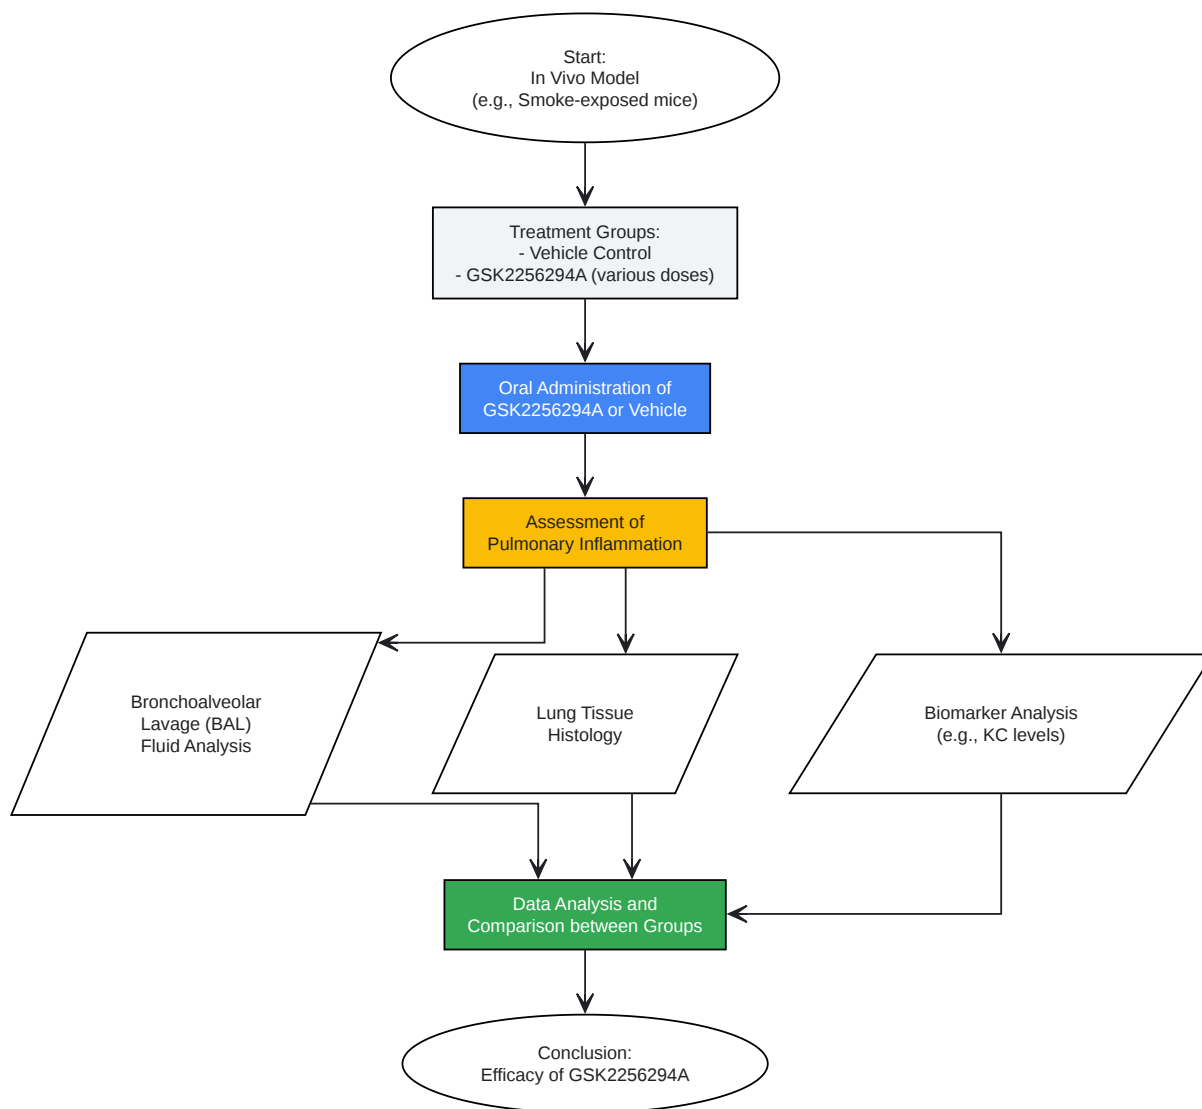 Start:
In Vivo Model
(e.g., Smoke-exposed mice)
Treatment Groups:
- Vehicle Control
- GSK2256294A (various doses)
Oral Administration of
GSK2256294A or Vehicle
Assessment of
Pulmonary Inflammation
Bronchoalveolar
Lavage (BAL)
Fluid Analysis
Lung Tissue
Histology
Biomarker Analysis
(e.g., KC levels)
Data Analysis and
Comparison between Groups
Conclusion:
Efficacy of GSK2256294A